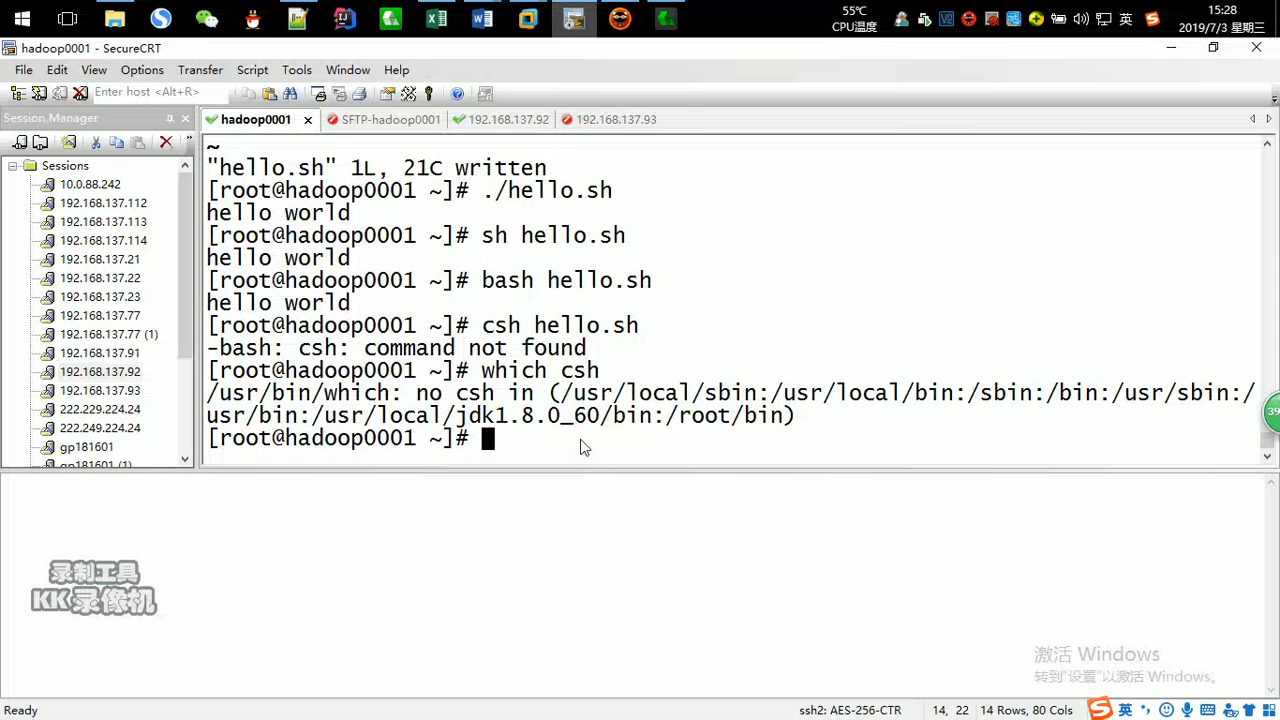 55℃
CPU温度
英
15:28
2019/7/3 星期三
hadoop0001 - SecureCRT
File Edit View Options Transfer Script Tools Window Help
Enter host <Alt+R>
Session Manager
hadoop0001
SFTP-hadoop0001
192.168.137.92
192.168.137.93
Sessions
10.0.88.242
192.168.137.112
192.168.137.113
192.168.137.114
192.168.137.21
192.168.137.22
192.168.137.23
192.168.137.77
192.168.137.77 (1)
192.168.137.91
192.168.137.92
192.168.137.93
222.229.224.24
222.229.224.24
gp181601
gp181601 (1)
~
"hello.sh" 1L, 21C written
[root@hadoop0001 ~]# ./hello.sh
hello world
[root@hadoop0001 ~]# sh hello.sh
hello world
[root@hadoop0001 ~]# bash hello.sh
hello world
[root@hadoop0001 ~]# csh hello.sh
-bash: csh: command not found
[root@hadoop0001 ~]# which csh
/usr/bin/which: no csh in (/usr/local/sbin:/usr/local/bin:/sbin:/bin:/usr/sbin:/
usr/bin:/usr/local/jdk1.8.0_60/bin:/root/bin)
[root@hadoop0001 ~]#
39
录制工具
KK 录像机
激活 Windows
转到"设置"以激活 Windows。
Ready
ssh2: AES-256-CTR
14, 22
14 Rows, 80 Cols
英